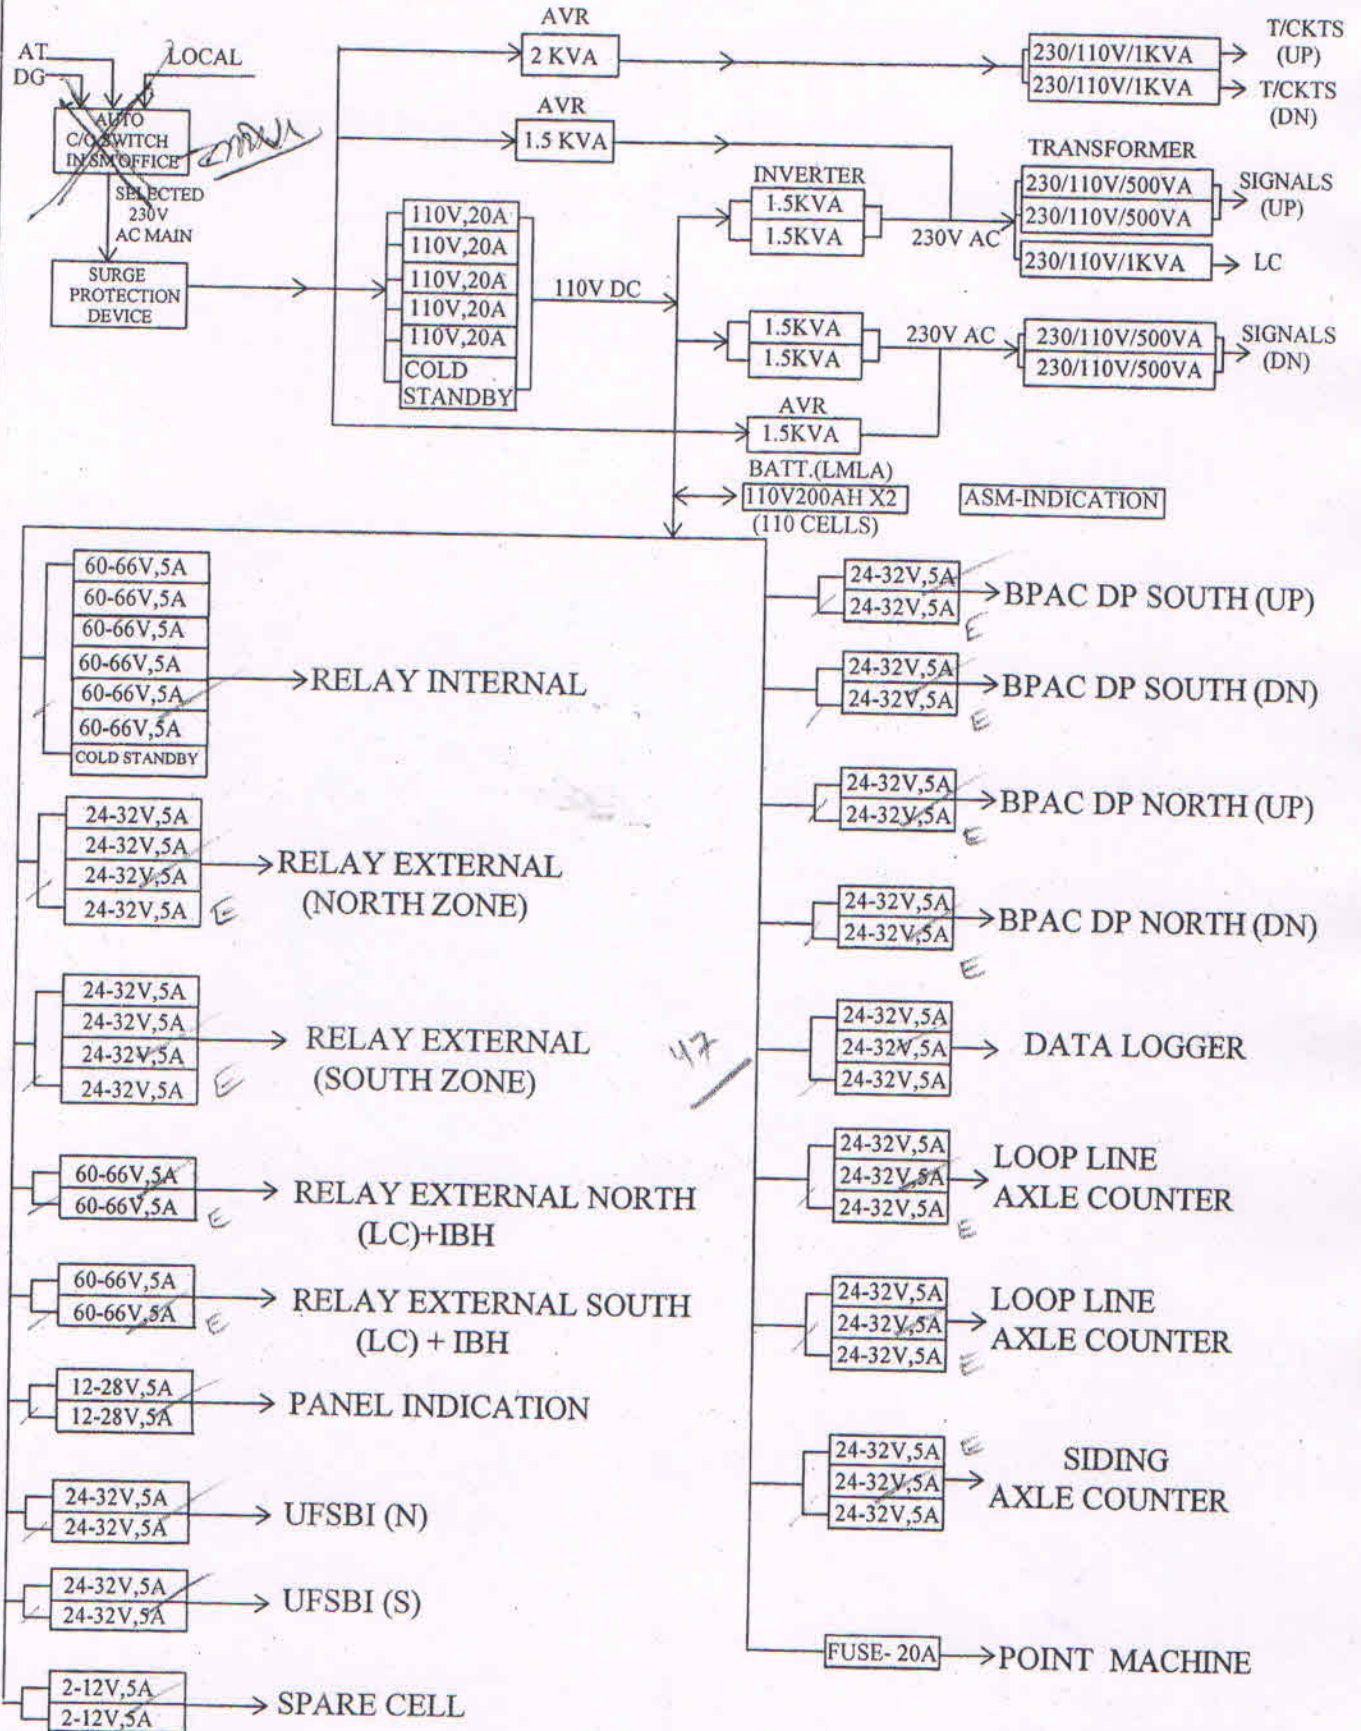 AT
DG
LOCAL
AUTO
C/O SWITCH
IN SM OFFICE
SELECTED
230V
AC MAIN
SURGE
PROTECTION
DEVICE
AVR
2 KVA
230/110V/1KVA
230/110V/1KVA
T/CKTS
(UP)
T/CKTS
(DN)
AVR
1.5 KVA
110V,20A
110V,20A
110V,20A
110V,20A
110V,20A
COLD
STANDBY
110V DC
INVERTER
1.5KVA
1.5KVA
230V AC
TRANSFORMER
230/110V/500VA
230/110V/500VA
SIGNALS
(UP)
230/110V/1KVA
LC
1.5KVA
1.5KVA
230V AC
230/110V/500VA
230/110V/500VA
SIGNALS
(DN)
AVR
1.5KVA
BATT.(LMLA)
110V200AH X2
(110 CELLS)
ASM-INDICATION
60-66V,5A
60-66V,5A
60-66V,5A
60-66V,5A
60-66V,5A
60-66V,5A
COLD STANDBY
RELAY INTERNAL
24-32V,5A
24-32V,5A
24-32V,5A
24-32V,5A
E
RELAY EXTERNAL
(NORTH ZONE)
24-32V,5A
24-32V,5A
24-32V,5A
24-32V,5A
E
RELAY EXTERNAL
(SOUTH ZONE)
60-66V,5A
60-66V,5A
E
RELAY EXTERNAL NORTH
(LC)+IBH
60-66V,5A
60-66V,5A
E
RELAY EXTERNAL SOUTH
(LC) + IBH
12-28V,5A
12-28V,5A
PANEL INDICATION
24-32V,5A
24-32V,5A
UFSBI (N)
24-32V,5A
24-32V,5A
UFSBI (S)
2-12V,5A
2-12V,5A
SPARE CELL
47
24-32V,5A
24-32V,5A
E
BPAC DP SOUTH (UP)
24-32V,5A
24-32V,5A
E
BPAC DP SOUTH (DN)
24-32V,5A
24-32V,5A
E
BPAC DP NORTH (UP)
24-32V,5A
24-32V,5A
E
BPAC DP NORTH (DN)
24-32V,5A
24-32V,5A
24-32V,5A
DATA LOGGER
24-32V,5A
24-32V,5A
24-32V,5A
E
LOOP LINE
AXLE COUNTER
24-32V,5A
24-32V,5A
24-32V,5A
E
LOOP LINE
AXLE COUNTER
24-32V,5A
24-32V,5A
24-32V,5A
E
SIDING
AXLE COUNTER
FUSE- 20A
POINT MACHINE